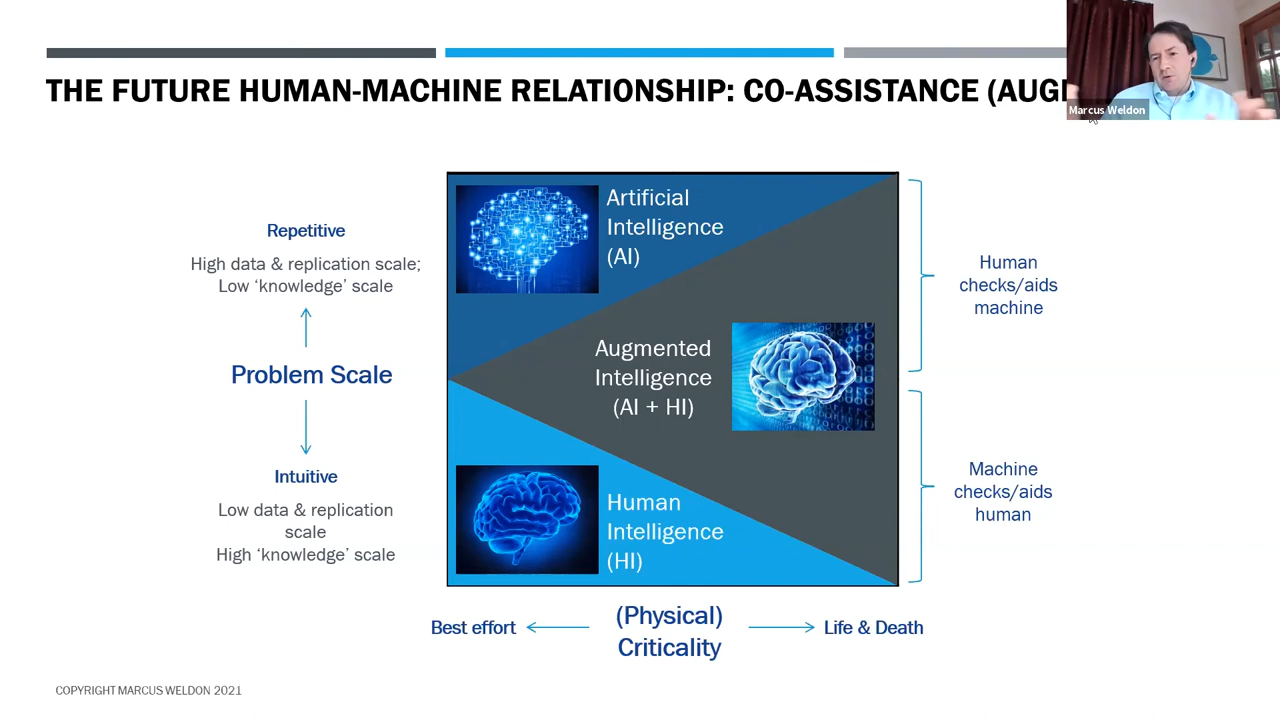 THE FUTURE HUMAN-MACHINE RELATIONSHIP: CO-ASSISTANCE
Marcus Weldon
Repetitive
High data & replication scale;
Low ‘knowledge’ scale
Problem Scale
Intuitive
Low data & replication
scale
High ‘knowledge’ scale
Artificial
Intelligence
(AI)
Augmented
Intelligence
(AI + HI)
Human
Intelligence
(HI)
Human
checks/aids
machine
Machine
checks/aids
human
Best effort
(Physical)
Criticality
Life & Death
COPYRIGHT MARCUS WELDON 2021